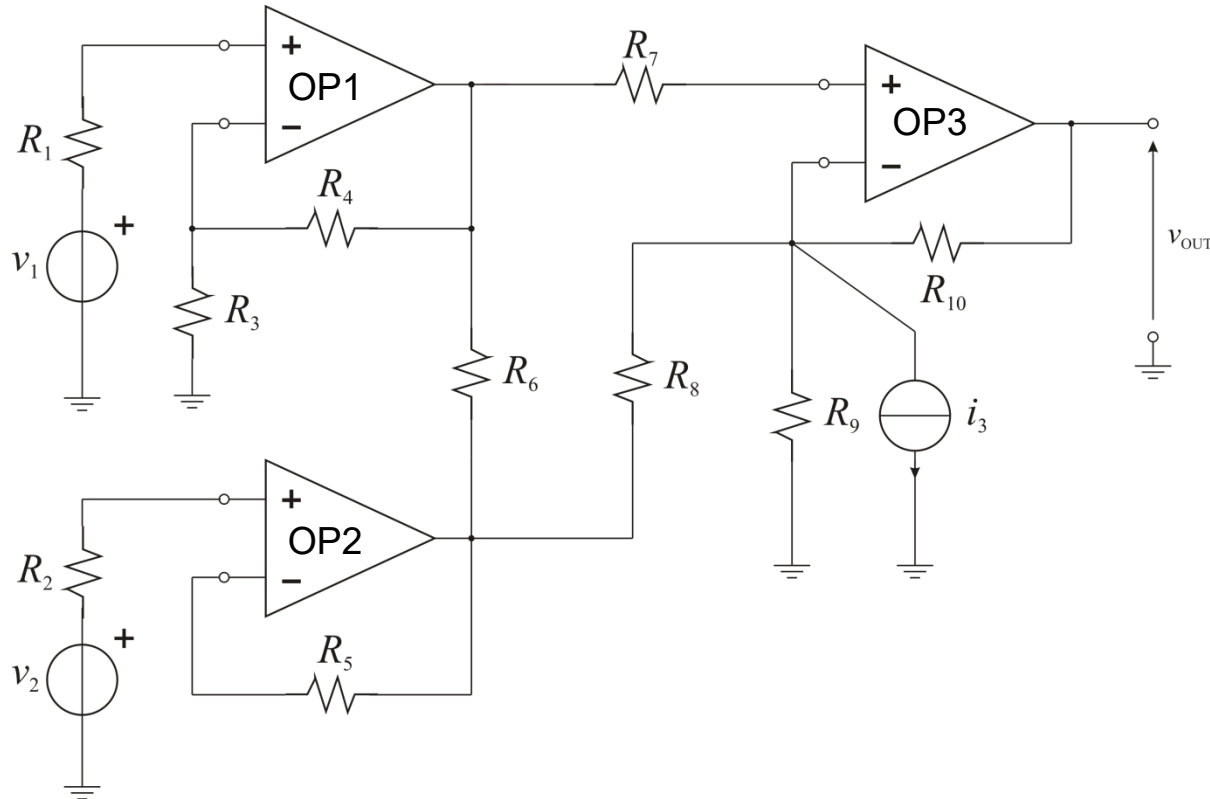 +
OP1
−
R7
+
OP3
−
R1
R4
+
v1
R3
R10
vOUT
R6
R8
R9
i3
+
OP2
−
R2
R5
+
v2